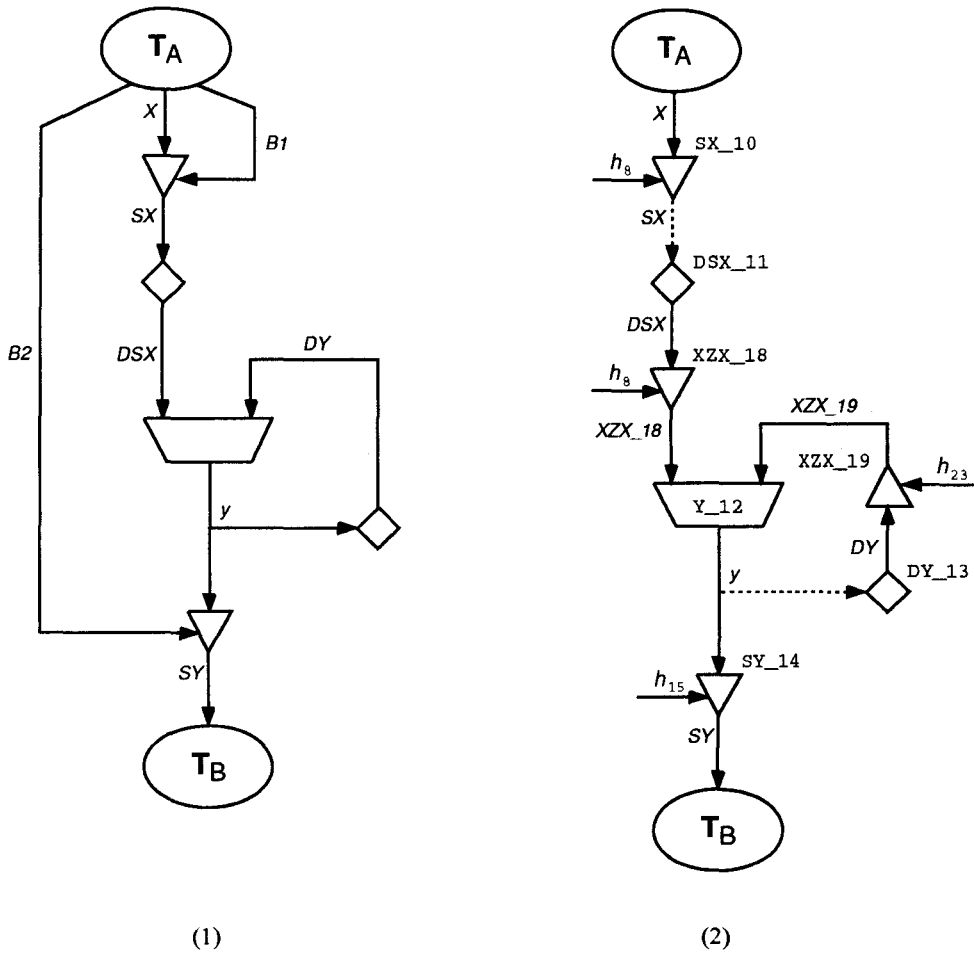 TA
X
B1
SX
B2
DSX
DY
y
SY
TB
(1)
TA
X
SX_10
h8
SX
DSX_11
DSX
XZX_18
h8
XZX_18
XZX_19
XZX_19
h23
Y_12
DY
y
DY_13
SY_14
h15
SY
TB
(2)